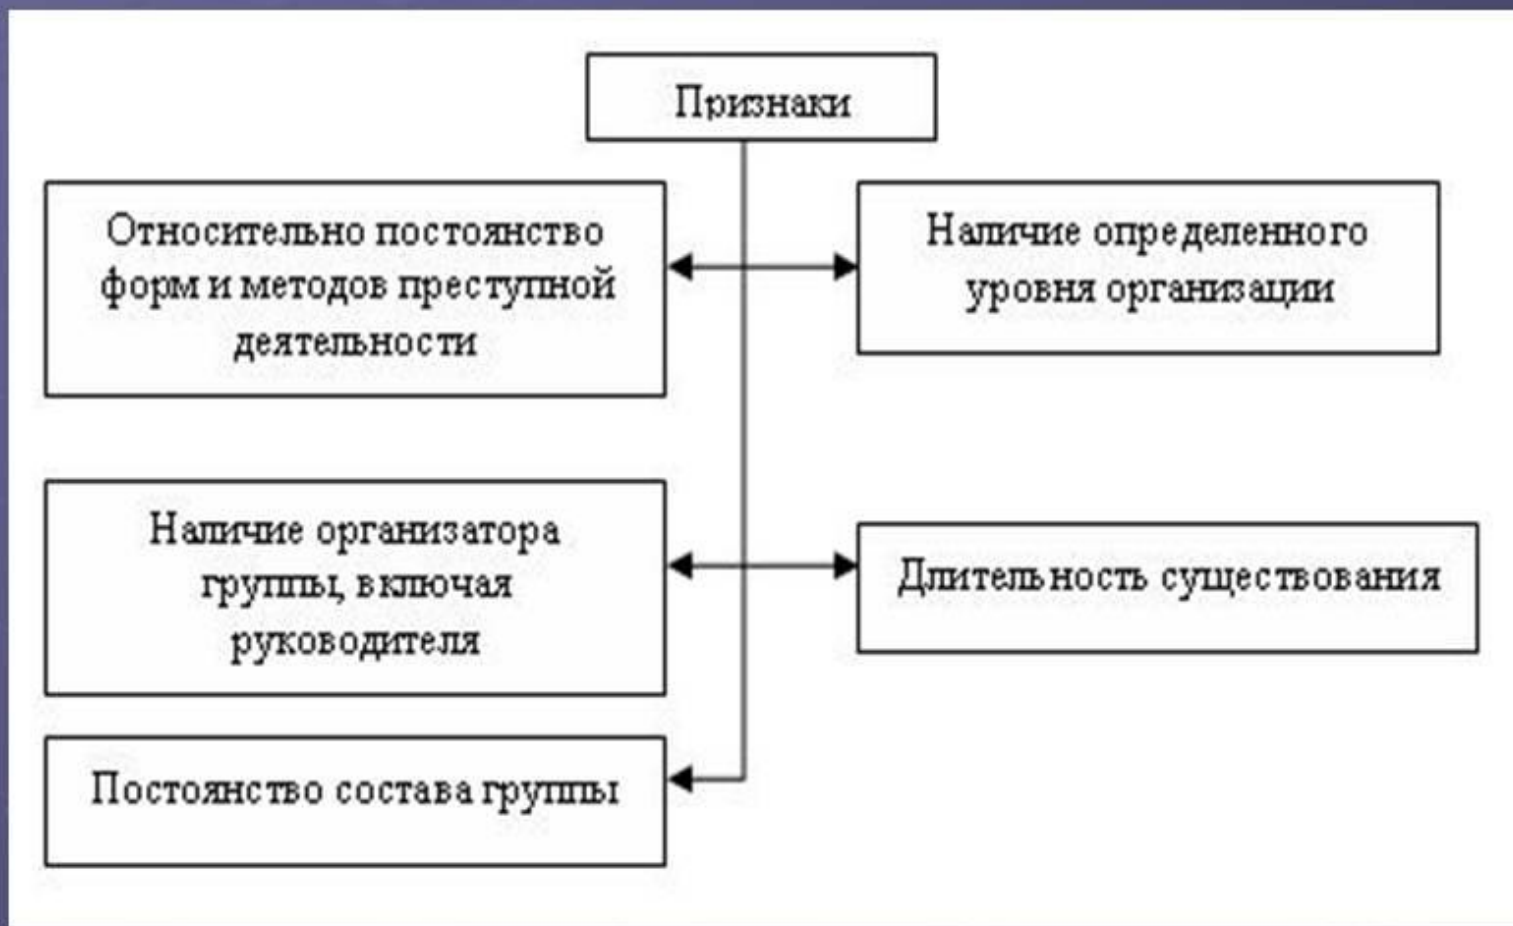 Признаки
Относительно постоянство
форм и методов преступной
деятельности
Наличие определенного
уровня организации
Наличие организатора
группы, включая
руководителя
Длительность существования
Постоянство состава группы